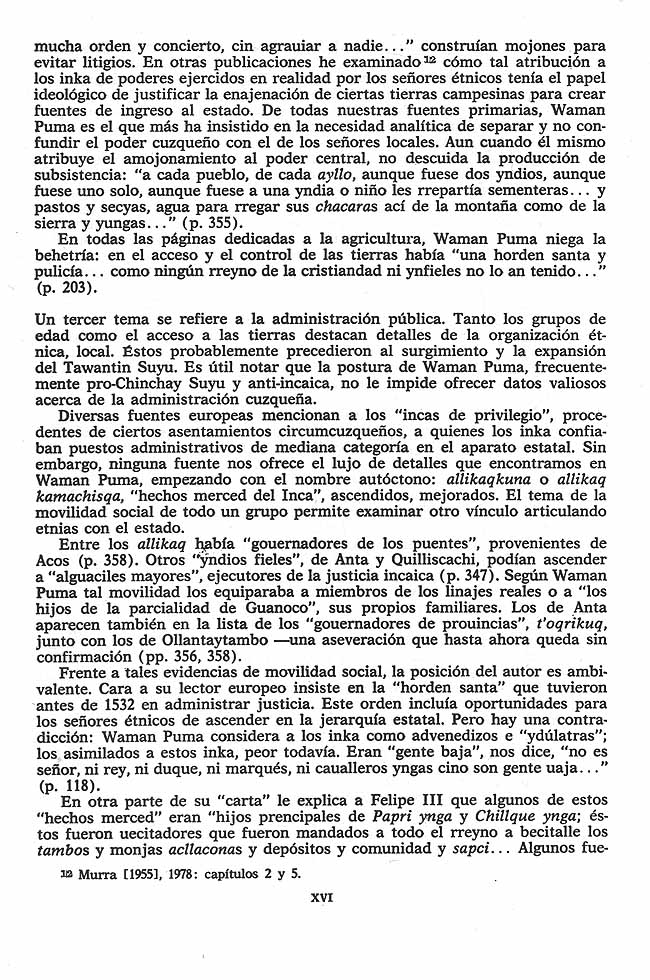 mucha orden y concierto, cin agrauiar a nadie...” construían mojones para
evitar litigios. En otras publicaciones he examinado12 cómo tal atribución a
los inka de poderes ejercidos en realidad por los señores étnicos tenía el papel
ideológico de justificar la enajenación de ciertas tierras campesinas para crear
fuentes de ingreso al estado. De todas nuestras fuentes primarias, Waman
Puma es el que más ha insistido en la necesidad analítica de separar y no con-
fundir el poder cuzqueño con el de los señores locales. Aun cuando él mismo
atribuye el amojonamiento al poder central, no descuida la producción de
subsistencia: “a cada pueblo, de cada ayllo, aunque fuese dos yndios, aunque
fuese uno solo, aunque fuese a una yndia o niño les rrepartía sementeras... y
pastos y secyas, agua para rregar sus chacaras ací de la montaña como de la
sierra y yungas...” (p. 355).
En todas las páginas dedicadas a la agricultura, Waman Puma niega la
behetría: en el acceso y el control de las tierras había “una horden santa y
pulicía... como ningún rreyno de la cristiandad ni ynfieles no lo an tenido...”
(p. 203).
Un tercer tema se refiere a la administración pública. Tanto los grupos de
edad como el acceso a las tierras destacan detalles de la organización ét-
nica, local. Éstos probablemente precedieron al surgimiento y la expansión
del Tawantin Suyu. Es útil notar que la postura de Waman Puma, frecuente-
mente pro-Chinchay Suyu y anti-incaica, no le impide ofrecer datos valiosos
acerca de la administración cuzqueña.
Diversas fuentes europeas mencionan a los “incas de privilegio”, proce-
dentes de ciertos asentamientos circumcuzqueños, a quienes los inka confia-
ban puestos administrativos de mediana categoría en el aparato estatal. Sin
embargo, ninguna fuente nos ofrece el lujo de detalles que encontramos en
Waman Puma, empezando con el nombre autóctono: allikaqkuna o allikaq
kamachisqa, “hechos merced del Inca”, ascendidos, mejorados. El tema de la
movilidad social de todo un grupo permite examinar otro vínculo articulando
etnias con el estado.
Entre los allikaq había “gouernadores de los puentes”, provenientes de
Acos (p. 358). Otros “yndios fieles”, de Anta y Quilliscachi, podían ascender
a “alguaciles mayores”, ejecutores de la justicia incaica (p. 347). Según Waman
Puma tal movilidad los equiparaba a miembros de los linajes reales o a “los
hijos de la parcialidad de Guanoco”, sus propios familiares. Los de Anta
aparecen también en la lista de los “gouernadores de prouincias”, t’oqrikuq,
junto con los de Ollantaytambo —una aseveración que hasta ahora queda sin
confirmación (pp. 356, 358).
Frente a tales evidencias de movilidad social, la posición del autor es ambi-
valente. Cara a su lector europeo insiste en la “horden santa” que tuvieron
antes de 1532 en administrar justicia. Este orden incluía oportunidades para
los señores étnicos de ascender en la jerarquía estatal. Pero hay una contra-
dicción: Waman Puma considera a los inka como advenedizos e “ydúlatras”;
los asimilados a estos inka, peor todavía. Eran “gente baja”, nos dice, “no es
señor, ni rey, ni duque, ni marqués, ni caualleros yngas cino son gente uaja...”
(p. 118).
En otra parte de su “carta” le explica a Felipe III que algunos de estos
“hechos merced” eran “hijos prencipales de Papri ynga y Chillque ynga; és-
tos fueron uecitadores que fueron mandados a todo el rreyno a becitalle los
tambos y monjas acllaconas y depósitos y comunidad y sapci... Algunos fue-
12 Murra [1955], 1978: capítulos 2 y 5.
XVI